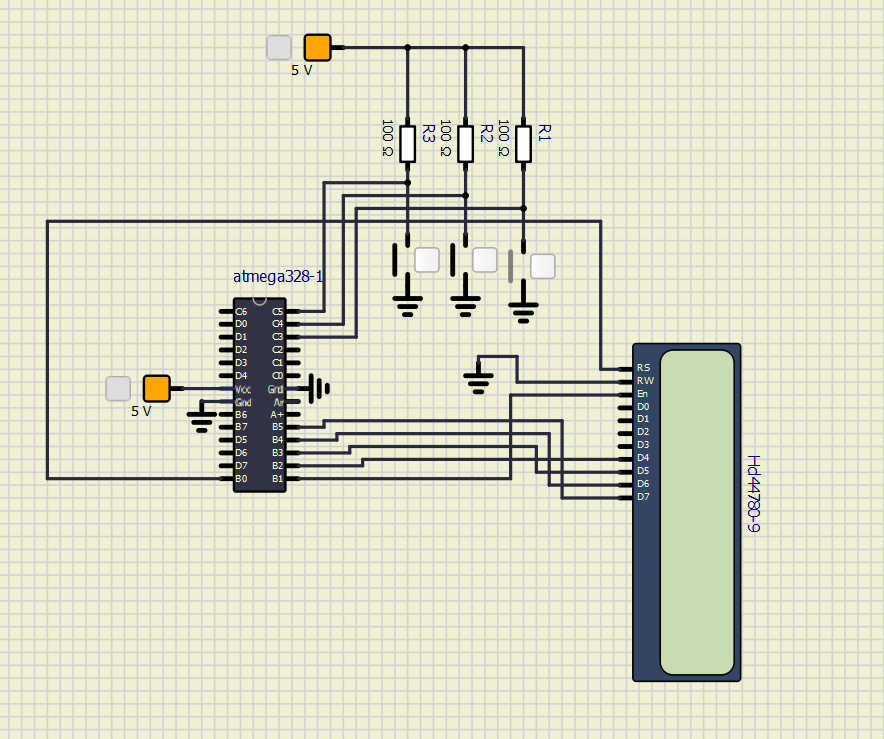 5 V
R3
100 Ω
R2
100 Ω
R1
100 Ω
atmega328-1
C6
D0
D1
D2
D3
D4
Vcc
Gnd
B6
B7
D5
D6
D7
B0
C5
C4
C3
C2
C1
C0
Gnd
Ar
A+
B5
B4
B3
B2
B1
5 V
RS
RW
En
D0
D1
D2
D3
D4
D5
D6
D7
Hd44780-9